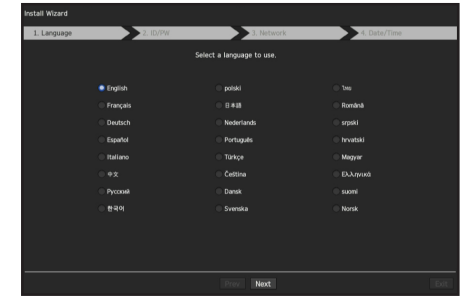 Install Wizard
1. Language 2. ID/PW 3. Network 4. Date/Time
Select a language to use.
English polski ไทย
Français 日本語 Română
Deutsch Nederlands srpski
Español Português hrvatski
Italiano Türkçe Magyar
中文 Čeština Ελληνικά
Русский Dansk suomi
한국어 Svenska Norsk
Prev Next Exit